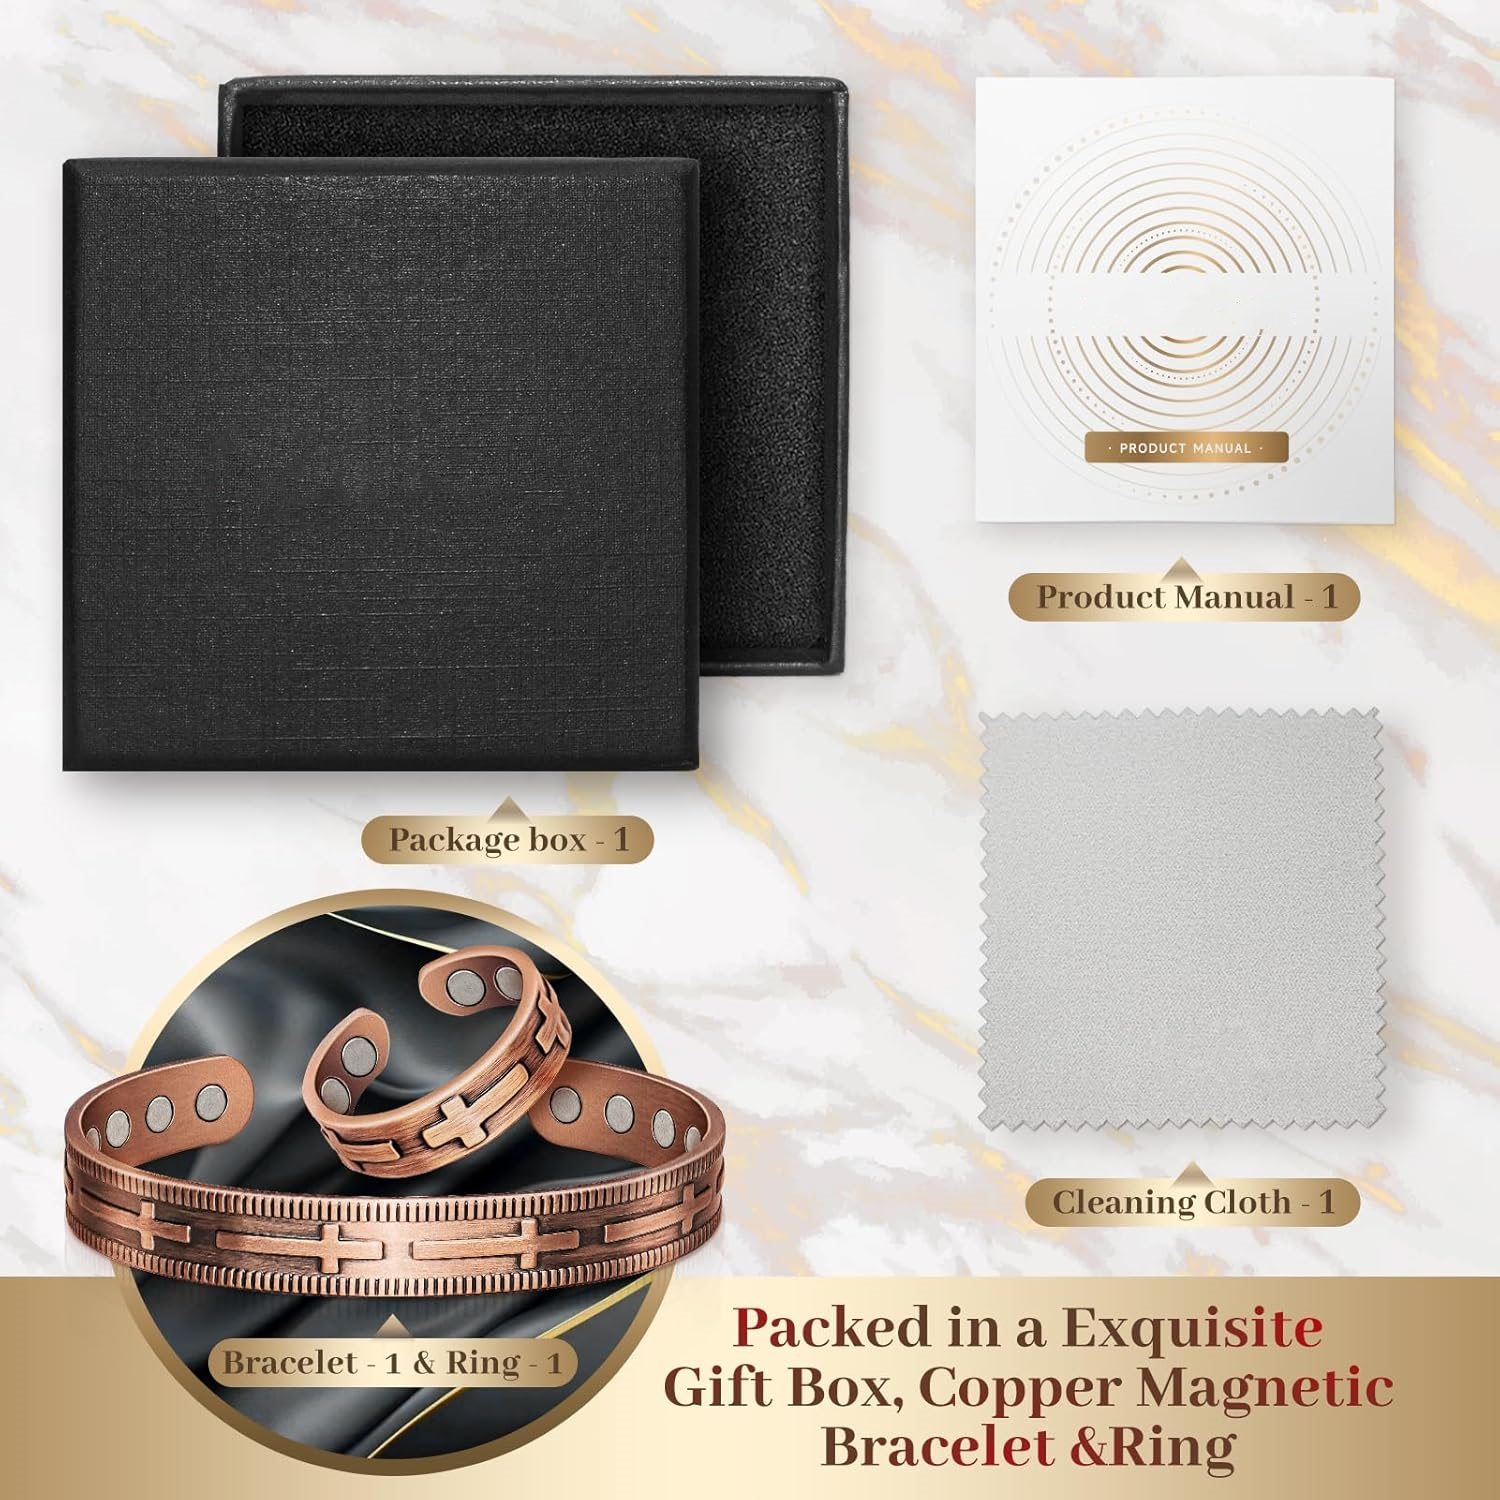 · PRODUCT MANUAL ·
Product Manual - 1
Package box - 1
Cleaning Cloth - 1
Bracelet - 1 & Ring - 1
Packed in a Exquisite
Gift Box, Copper Magnetic
Bracelet &Ring